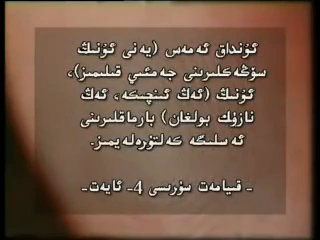 ئۇنداق ئەمەس (يەنى ئۇنىڭ
سۆڭەكلىرىنى جەمئىي قىلىمىز)،
ئۇنىڭ (ئەڭ ئىنچىكە، ئەڭ
نازۇك بولغان) بارماقلىرىنى
ئەسلىگە كەلتۈرەلەيمىز.
- قىيامەت سۈرىسى 4- ئايەت-